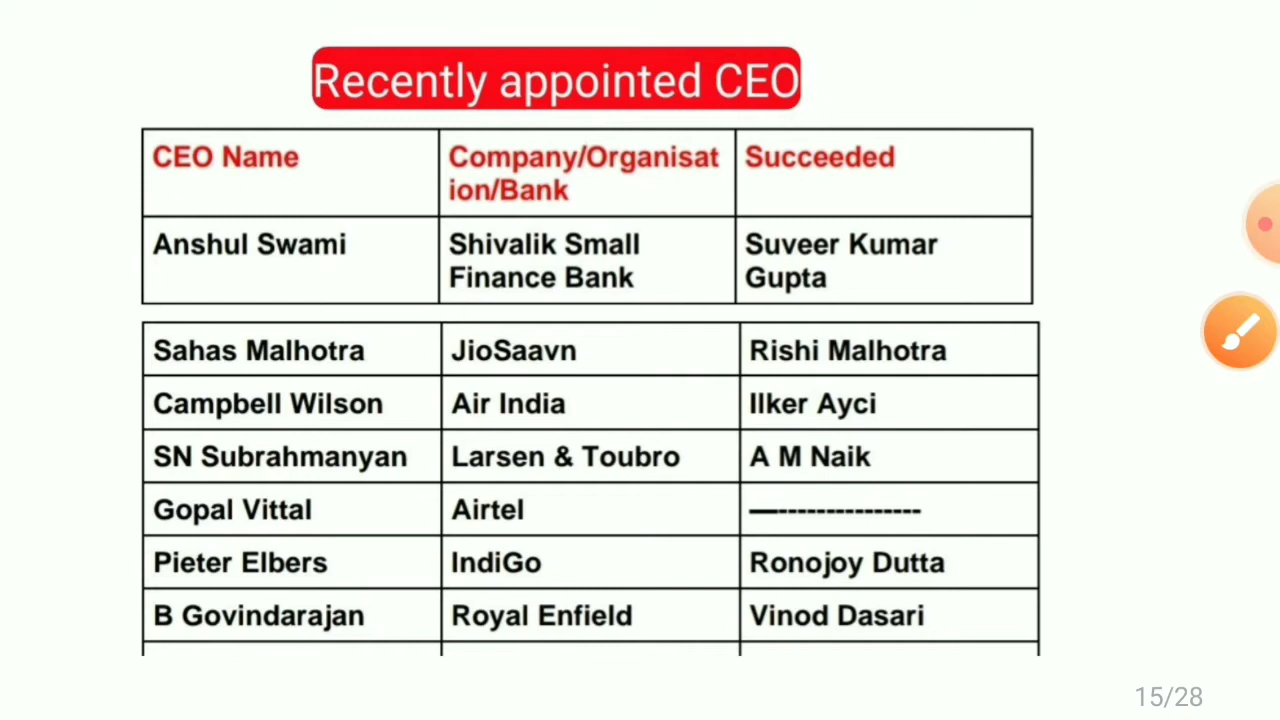 Recently appointed CEO
CEO Name Company/Organisat Succeeded
ion/Bank
Anshul Swami Shivalik Small Suveer Kumar
Finance Bank Gupta
Sahas Malhotra JioSaavn Rishi Malhotra
Campbell Wilson Air India Ilker Ayci
SN Subrahmanyan Larsen & Toubro A M Naik
Gopal Vittal Airtel —---------------
Pieter Elbers IndiGo Ronojoy Dutta
B Govindarajan Royal Enfield Vinod Dasari
15/28